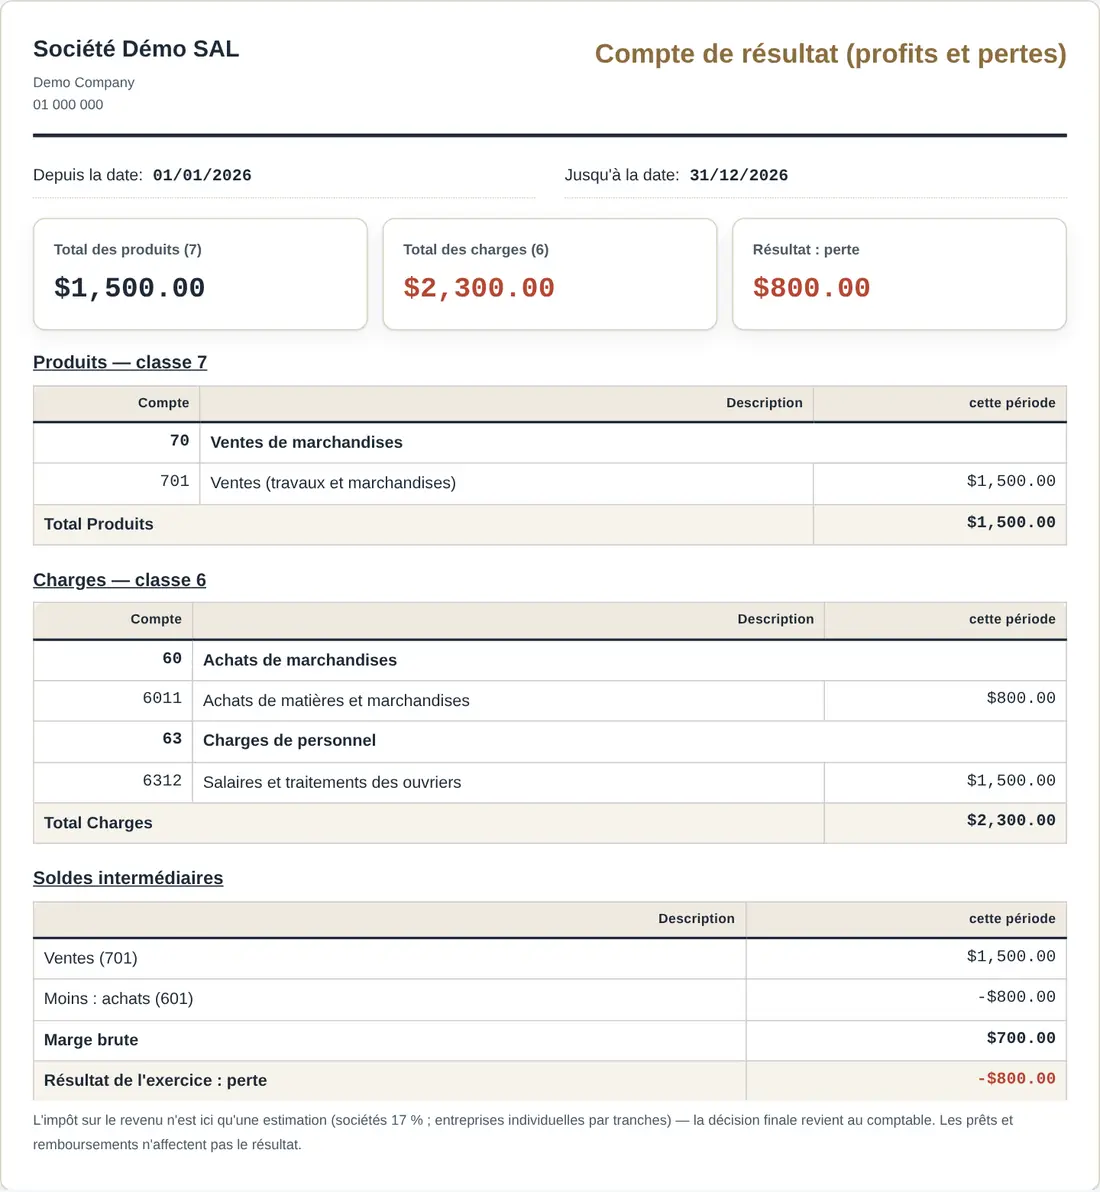 Société Démo SAL
Compte de résultat (profits et pertes)
Demo Company
01 000 000
Depuis la date: 01/01/2026
Jusqu'à la date: 31/12/2026
Total des produits (7)
$1,500.00
Total des charges (6)
$2,300.00
Résultat : perte
$800.00
Produits — classe 7
Compte Description cette période
70 Ventes de marchandises
701 Ventes (travaux et marchandises) $1,500.00
Total Produits $1,500.00
Charges — classe 6
Compte Description cette période
60 Achats de marchandises
6011 Achats de matières et marchandises $800.00
63 Charges de personnel
6312 Salaires et traitements des ouvriers $1,500.00
Total Charges $2,300.00
Soldes intermédiaires
Description cette période
Ventes (701) $1,500.00
Moins : achats (601) -$800.00
Marge brute $700.00
Résultat de l'exercice : perte -$800.00
L'impôt sur le revenu n'est ici qu'une estimation (sociétés 17 % ; entreprises individuelles par tranches) — la décision finale revient au comptable. Les prêts et
remboursements n'affectent pas le résultat.